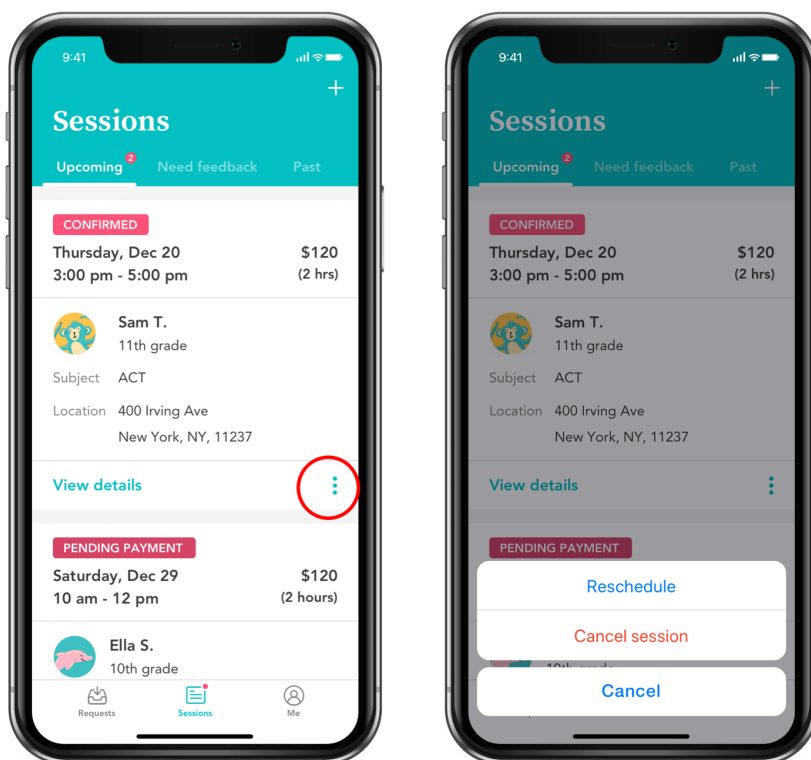 9:41
Sessions
Upcoming 2 Need feedback Past
CONFIRMED
Thursday, Dec 20 $120
3:00 pm - 5:00 pm (2 hrs)
Sam T.
11th grade
Subject ACT
Location 400 Irving Ave
New York, NY, 11237
View details
PENDING PAYMENT
Saturday, Dec 29 $120
10 am - 12 pm (2 hours)
Ella S.
10th grade
Requests Sessions Me
9:41
Sessions
Upcoming 2 Need feedback Past
CONFIRMED
Thursday, Dec 20 $120
3:00 pm - 5:00 pm (2 hrs)
Sam T.
11th grade
Subject ACT
Location 400 Irving Ave
New York, NY, 11237
View details
PENDING PAYMENT
Reschedule
Cancel session
10th grade
Cancel